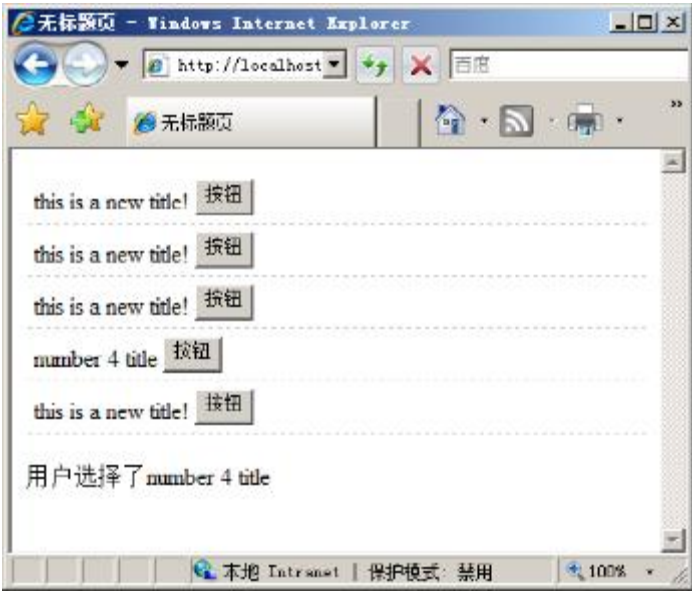 无标题页 - Windows Internet Explorer
http://localhost
百度
无标题页
»
this is a new title! 按钮
this is a new title! 按钮
this is a new title! 按钮
number 4 title 按钮
this is a new title! 按钮
用户选择了number 4 title
本地 Intranet | 保护模式: 禁用
100%